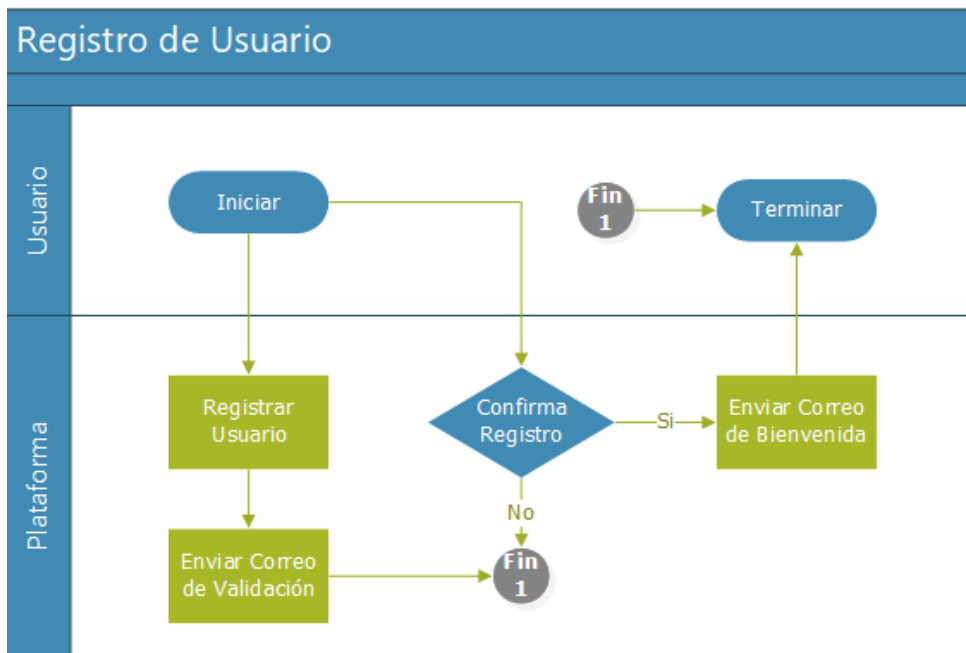 Registro de Usuario
Usuario
Iniciar
Fin
1
Terminar
Plataforma
Registrar
Usuario
Confirma
Registro
Si
Enviar Correo
de Bienvenida
No
Enviar Correo
de Validación
Fin
1